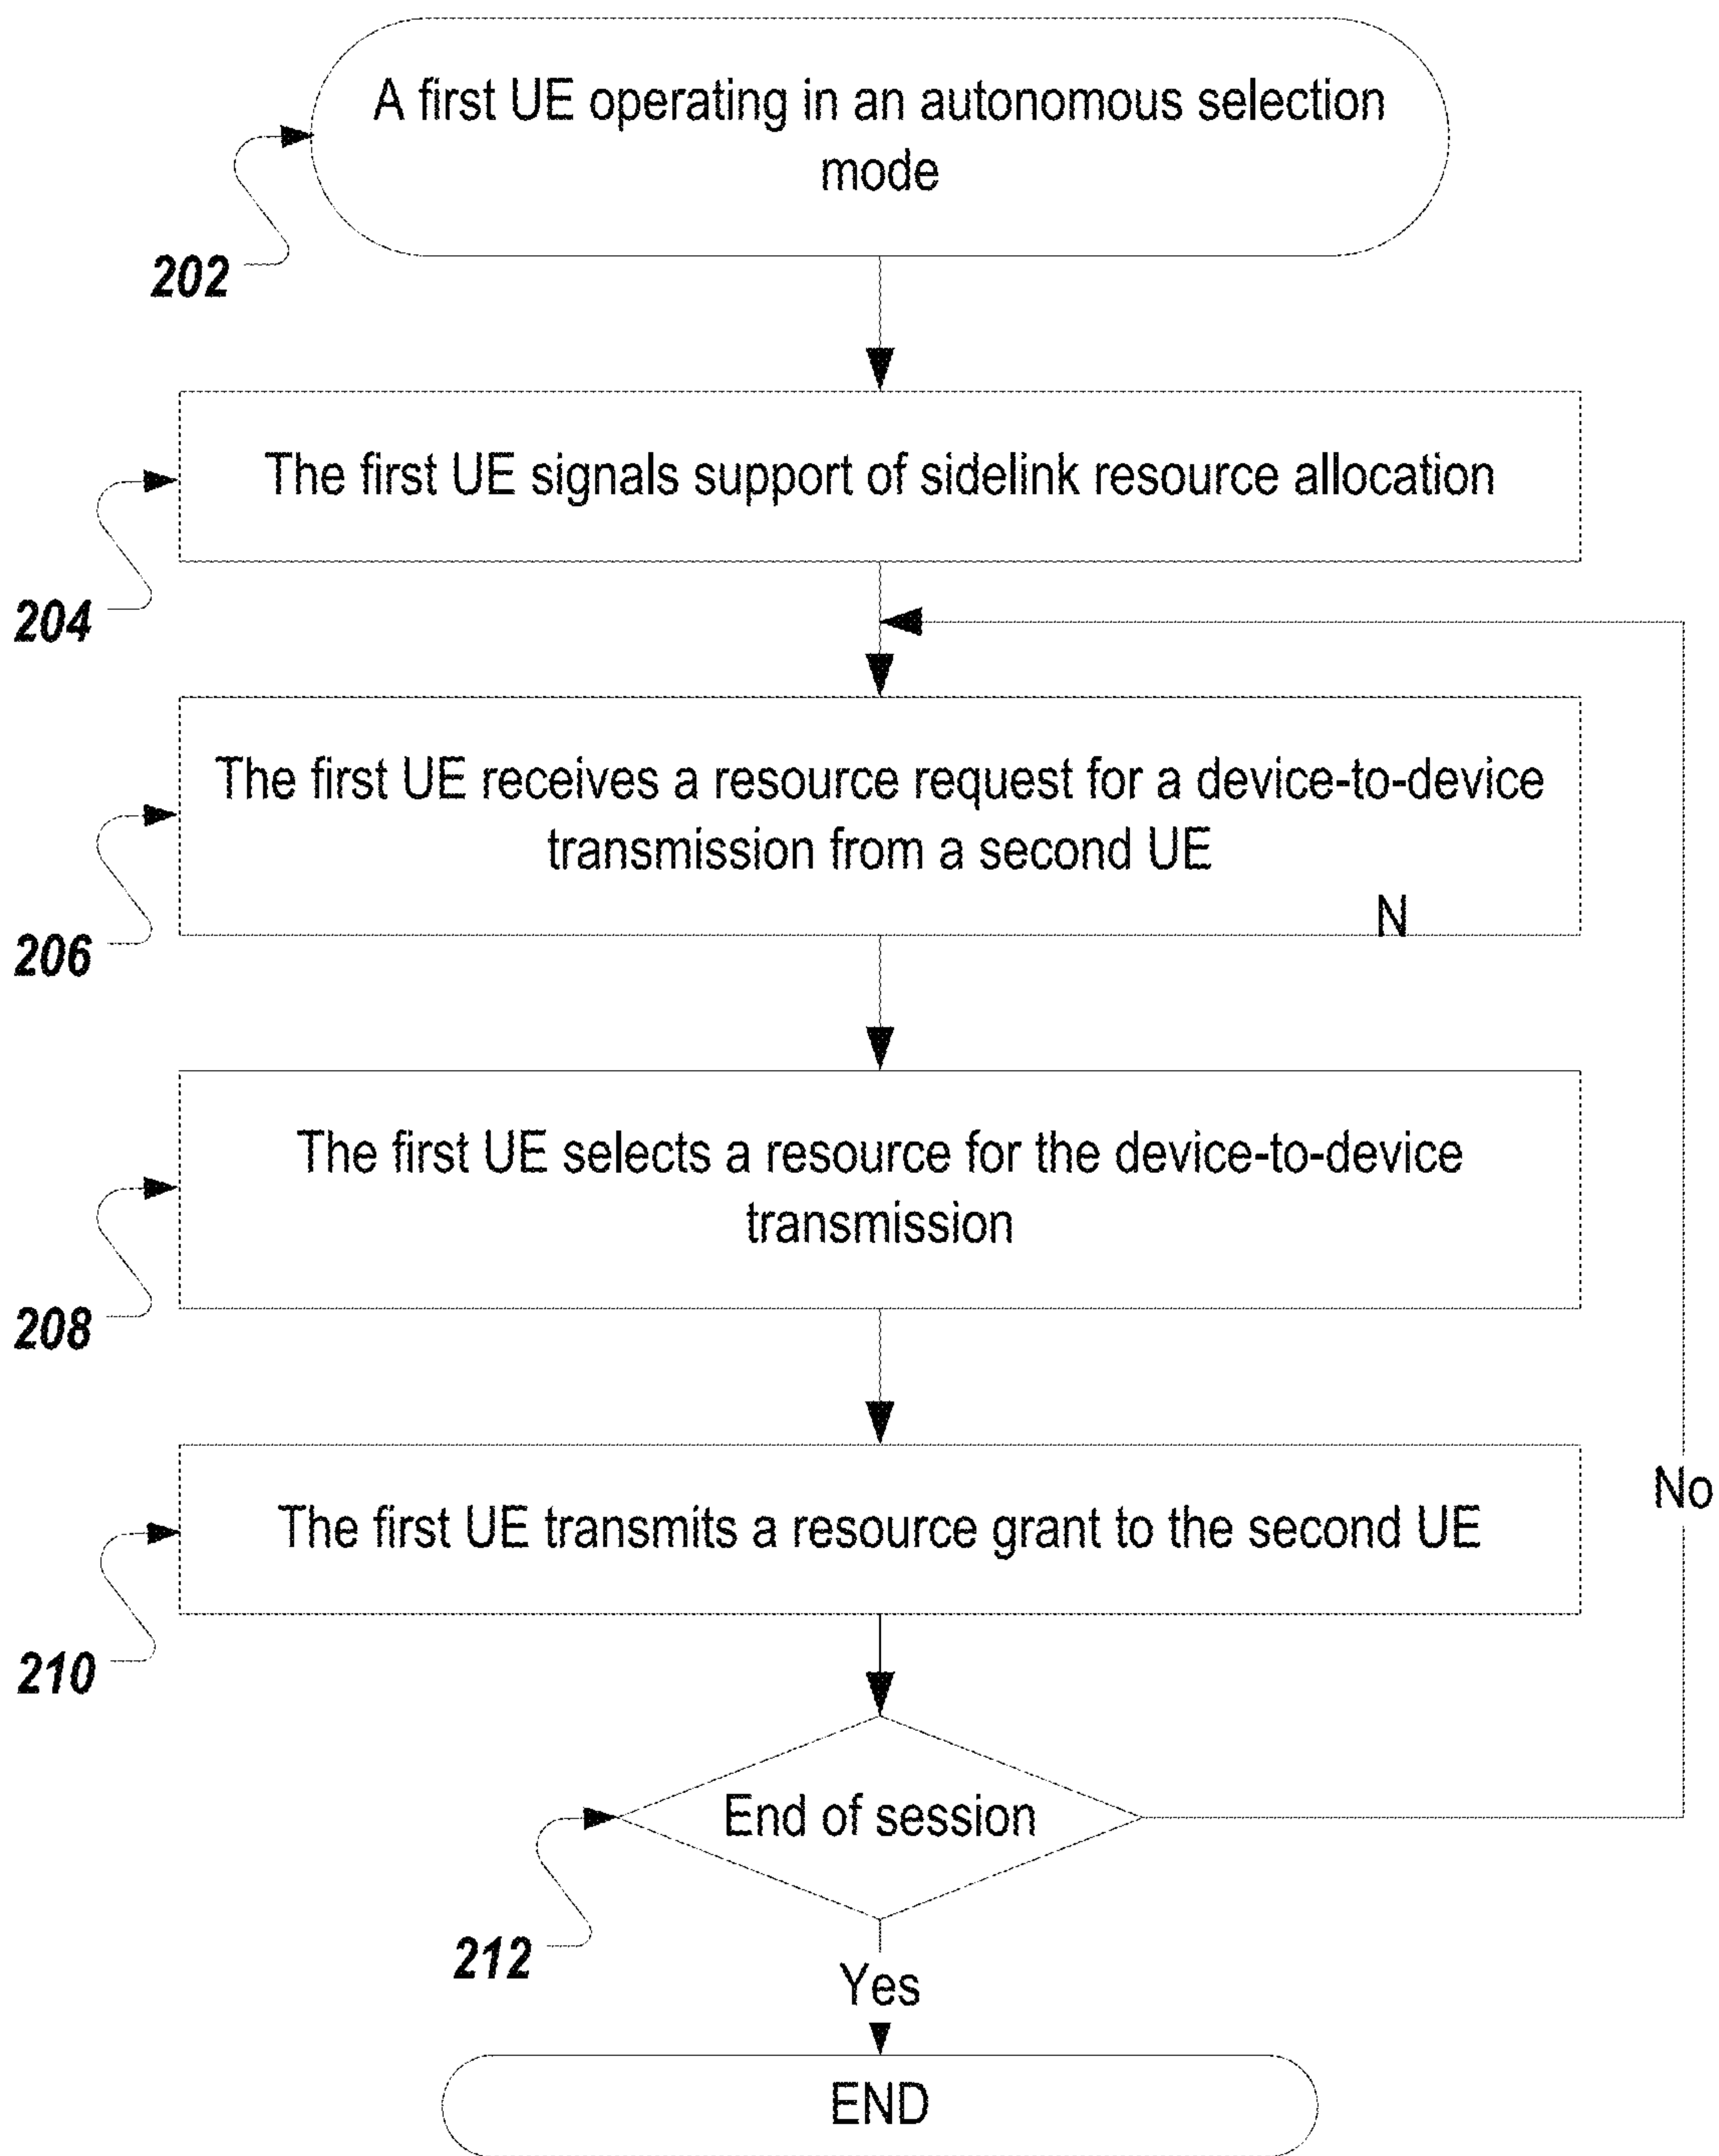 A first UE operating in an autonomous selection
mode
202
The first UE signals support of sidelink resource allocation
204
The first UE receives a resource request for a device-to-device
transmission from a second UE
N
206
The first UE selects a resource for the device-to-device
transmission
208
The first UE transmits a resource grant to the second UE
No
210
End of session
212
Yes
END